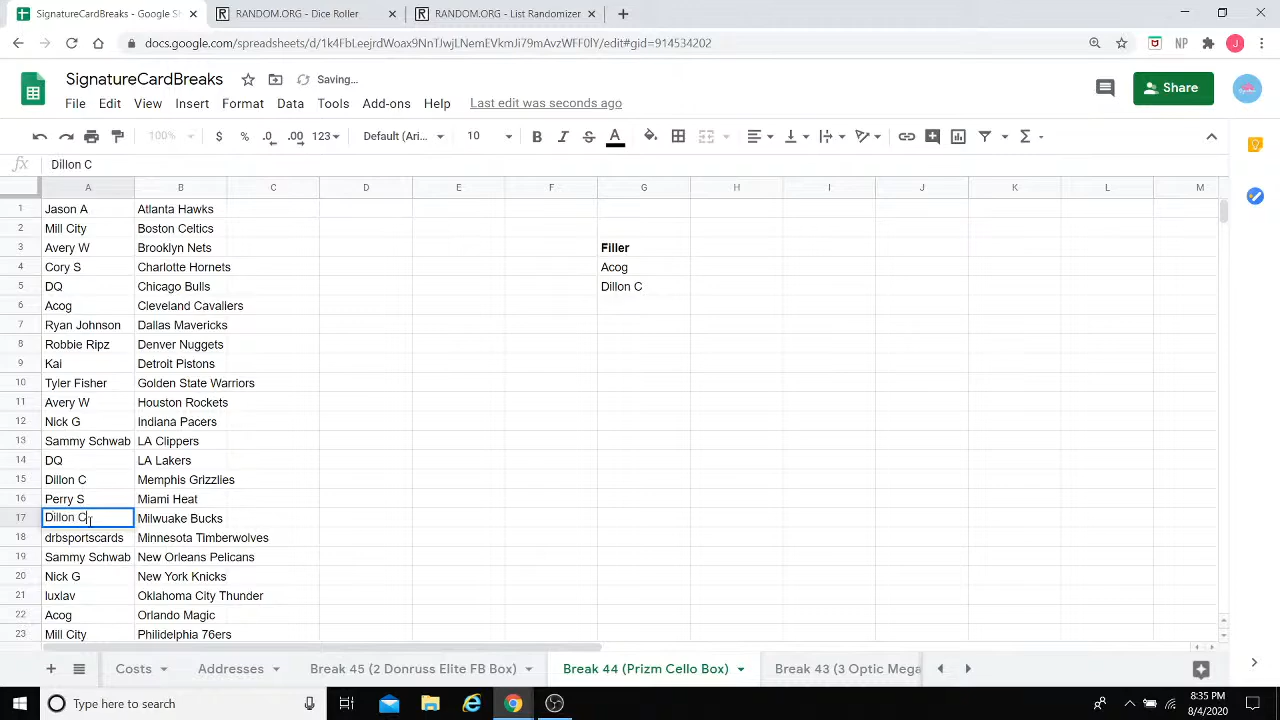 SignatureCardBreaks - Google S
RANDOM.ORG - Dice Roller
RANDOM.ORG - List Randomizer
docs.google.com/spreadsheets/d/1k4FbLeejrdWoax9NnTJwjtLNemEVkmJi79mAvzWFF0lY/edit#gid=914534202
NP
J
SignatureCardBreaks
Saving...
File Edit View Insert Format Data Tools Add-ons Help Last edit was seconds ago
Share
100% $ % .0 .00 123 Default (Ari... 10 B I S A
fx Dillon C
A B C D E F G H I J K L M
1 Jason A Atlanta Hawks
2 Mill City Boston Celtics
3 Avery W Brooklyn Nets Filler
4 Cory S Charlotte Hornets Acog
5 DQ Chicago Bulls Dillon C
6 Acog Cleveland Cavaliers
7 Ryan Johnson Dallas Mavericks
8 Robbie Ripz Denver Nuggets
9 Kai Detroit Pistons
10 Tyler Fisher Golden State Warriors
11 Avery W Houston Rockets
12 Nick G Indiana Pacers
13 Sammy Schwab LA Clippers
14 DQ LA Lakers
15 Dillon C Memphis Grizzlies
16 Perry S Miami Heat
17 Dillon C Milwuake Bucks
18 drbsportscards Minnesota Timberwolves
19 Sammy Schwab New Orleans Pelicans
20 Nick G New York Knicks
21 luxlav Oklahoma City Thunder
22 Acog Orlando Magic
23 Mill City Philidelphia 76ers
Costs Addresses Break 45 (2 Donruss Elite FB Box) Break 44 (Prizm Cello Box) Break 43 (3 Optic Mega
Type here to search
8:35 PM
8/4/2020